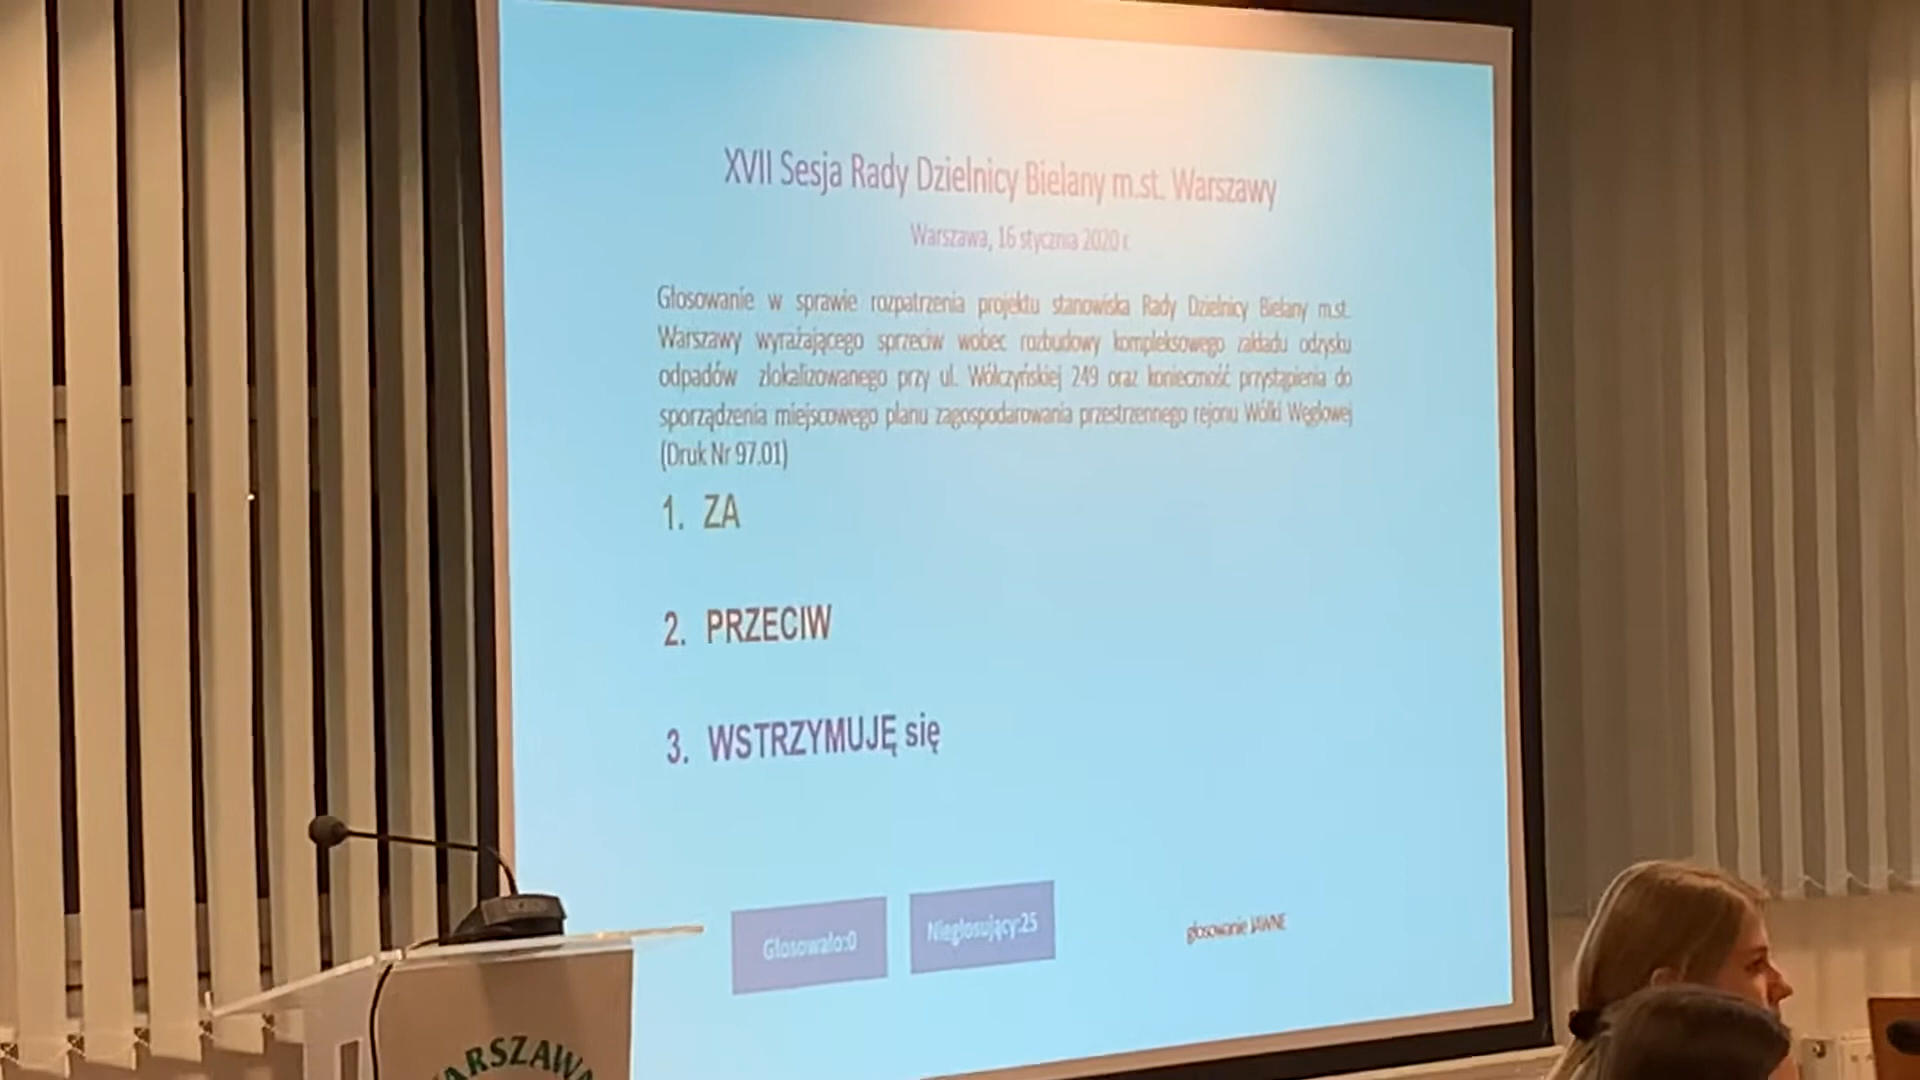 XVII Sesja Rady Dzielnicy Bielany m.st. Warszawy
Warszawa, 16 stycznia 2020 r.
Głosowanie w sprawie rozpatrzenia projektu stanowiska Rady Dzielnicy Bielany m.st.
Warszawy wyrażającego sprzeciw wobec rozbudowy kompleksowego zakładu odzysku
odpadów zlokalizowanego przy ul. Wólczyńskiej 249 oraz konieczność przystąpienia do
sporządzenia miejscowego planu zagospodarowania przestrzennego rejonu Wólki Węglowej
(Druk Nr 97.01)
1. ZA
2. PRZECIW
3. WSTRZYMUJĘ się
Głosowało:0
Niegłosujący:25
głosowanie JAWNE
WARSZAWA